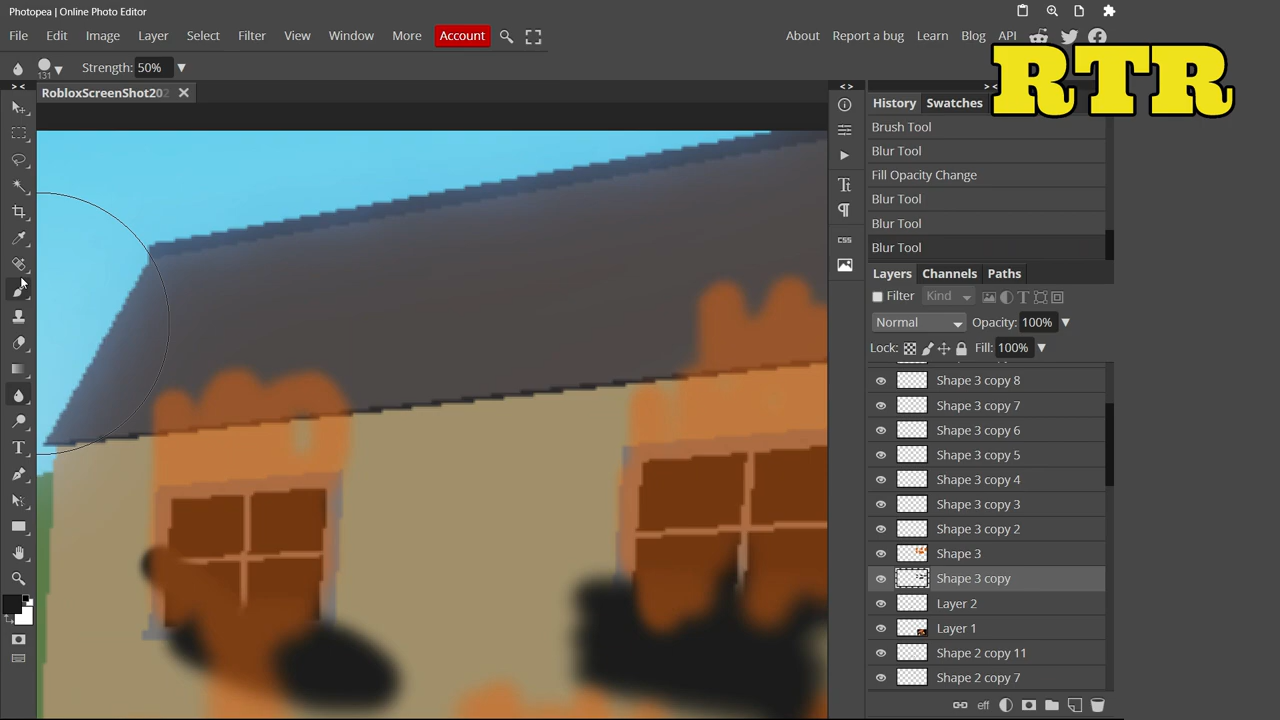 Photopea | Online Photo Editor
File Edit Image Layer Select Filter View Window More Account
About Report a bug Learn Blog API
RTR
131 Strength: 50%
RobloxScreenShot202
History Swatches
Brush Tool
Blur Tool
Fill Opacity Change
Blur Tool
Blur Tool
Blur Tool
CSS
Layers Channels Paths
Filter Kind
Normal Opacity: 100%
Lock: Fill: 100%
Shape 3 copy 8
Shape 3 copy 7
Shape 3 copy 6
Shape 3 copy 5
Shape 3 copy 4
Shape 3 copy 3
Shape 3 copy 2
Shape 3
Shape 3 copy
Layer 2
Layer 1
Shape 2 copy 11
Shape 2 copy 7
eff